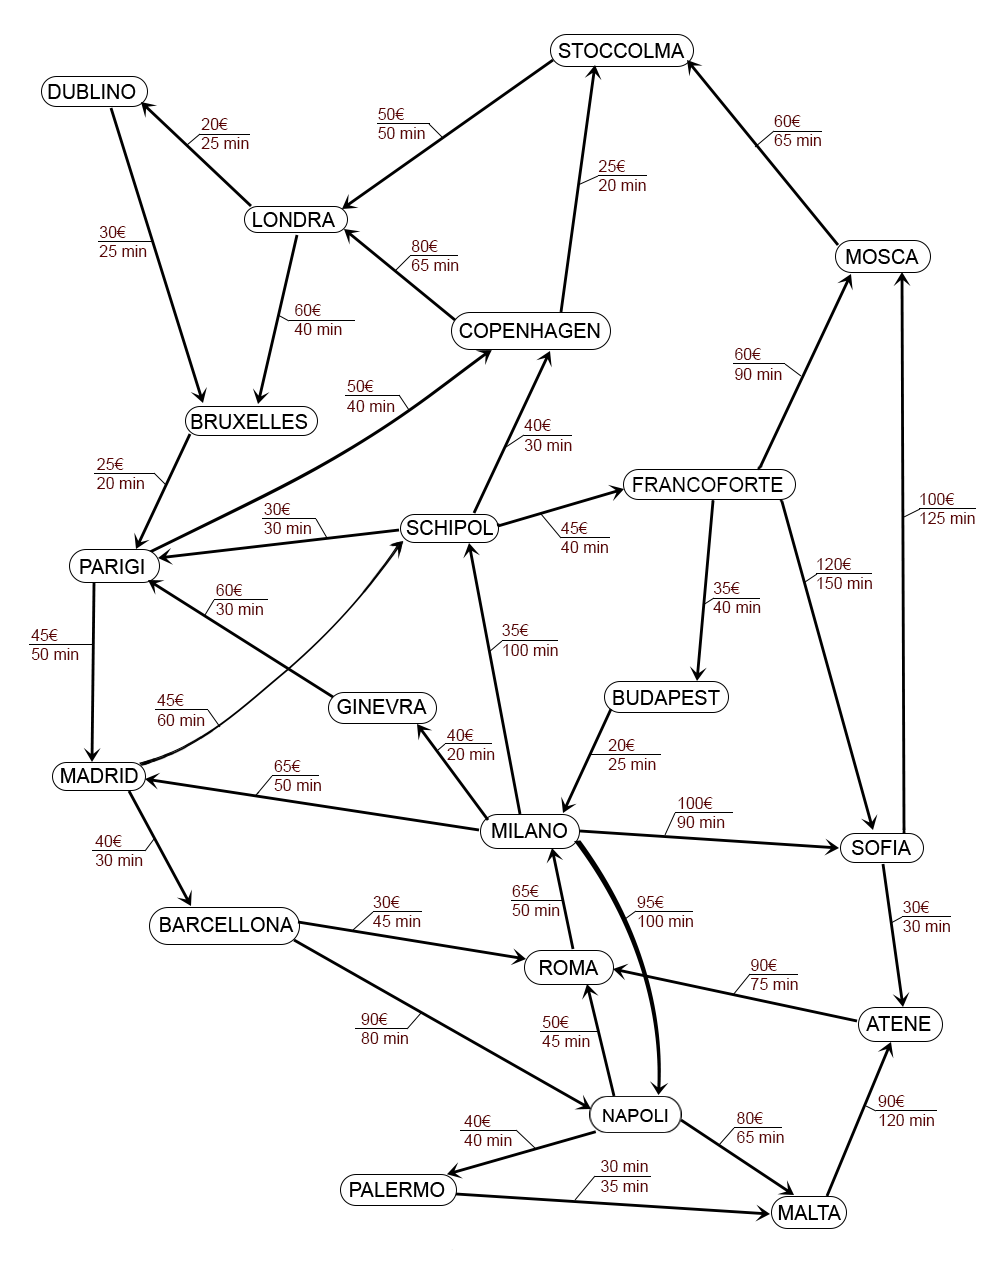 STOCCOLMA
DUBLINO
50€
50 min
20€
25 min
60€
65 min
25€
20 min
LONDRA
30€
25 min
80€
65 min
MOSCA
60€
40 min
COPENHAGEN
60€
90 min
50€
40 min
BRUXELLES
40€
30 min
25€
20 min
FRANCOFORTE
100€
125 min
30€
30 min
SCHIPOL
45€
40 min
PARIGI
120€
150 min
60€
30 min
35€
40 min
45€
50 min
35€
100 min
45€
60 min
GINEVRA
BUDAPEST
40€
20 min
20€
25 min
MADRID
65€
50 min
100€
90 min
MILANO
40€
30 min
SOFIA
65€
50 min
95€
100 min
30€
45 min
30€
30 min
BARCELLONA
ROMA
90€
75 min
90€
80 min
50€
45 min
ATENE
NAPOLI
90€
120 min
40€
40 min
80€
65 min
30 min
35 min
PALERMO
MALTA